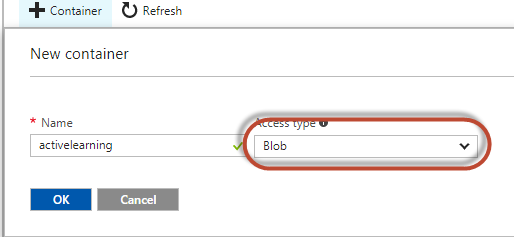 Container Refresh
New container
* Name Access type
activelearning Blob
OK Cancel